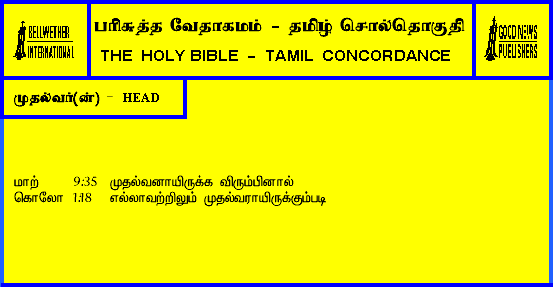 BELLWETHER
INTERNATIONAL
பரிசுத்த வேதாகமம் - தமிழ் சொல்தொகுதி
THE HOLY BIBLE - TAMIL CONCORDANCE
GOOD NEWS
PUBLISHERS
முதல்வர்(ன்) - HEAD
மாற் 9:35 முதல்வனாயிருக்க விரும்பினால்
கொலோ 1:18 எல்லாவற்றிலும் முதல்வராயிருக்கும்படி